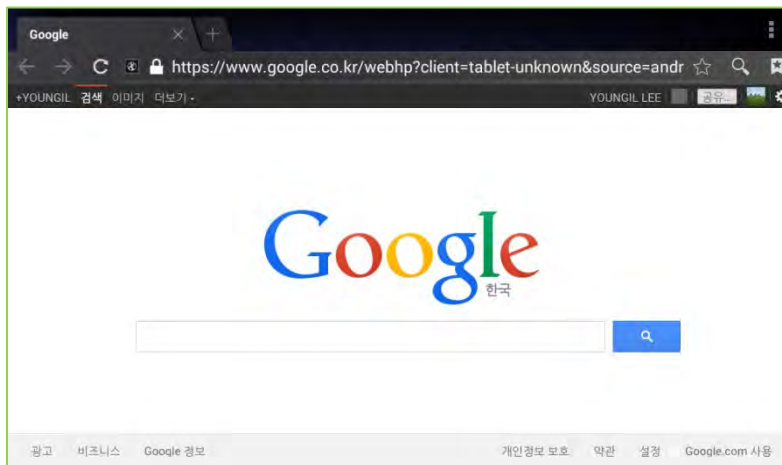 Google
https://www.google.co.kr/webhp?client=tablet-unknown&source=andr
+YOUNGIL 검색 이미지 더보기 YOUNGIL LEE 공유...
Google
한국
광고 비즈니스 Google 정보 개인정보 보호 약관 설정 Google.com 사용